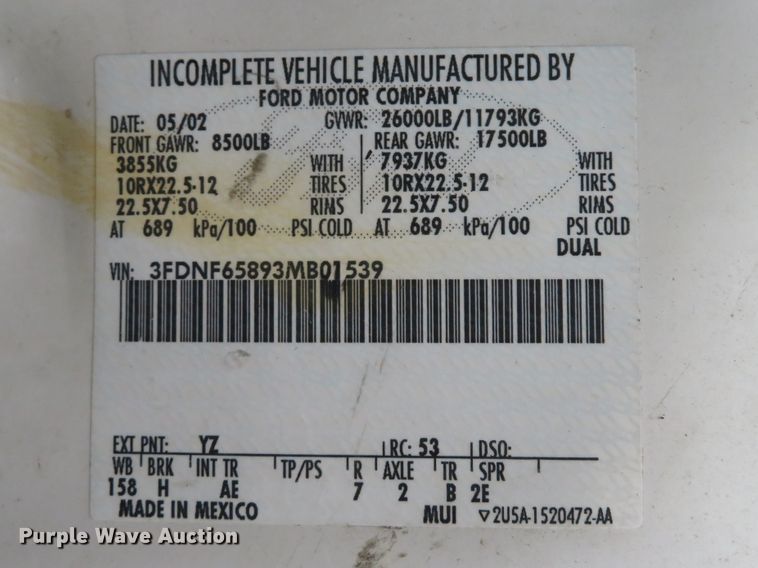 INCOMPLETE VEHICLE MANUFACTURED BY
FORD MOTOR COMPANY
DATE: 05/02 GVWR: 26000LB/11793KG
FRONT GAWR: 8500LB REAR GAWR: 17500LB
3855KG WITH 7937KG WITH
10RX22.5-12 TIRES 10RX22.5-12 TIRES
22.5X7.50 RIMS 22.5X7.50 RIMS
AT 689 kPa/100 PSI COLD AT 689 kPa/100 PSI COLD
DUAL
VIN: 3FDNF65893MB01539
EXT PNT: YZ RC: 53 DSO:
WB BRK INT TR TP/PS R AXLE TR SPR
158 H AE 7 2 B 2E
MADE IN MEXICO MUI ▽2U5A-1520472-AA
Purple Wave Auction